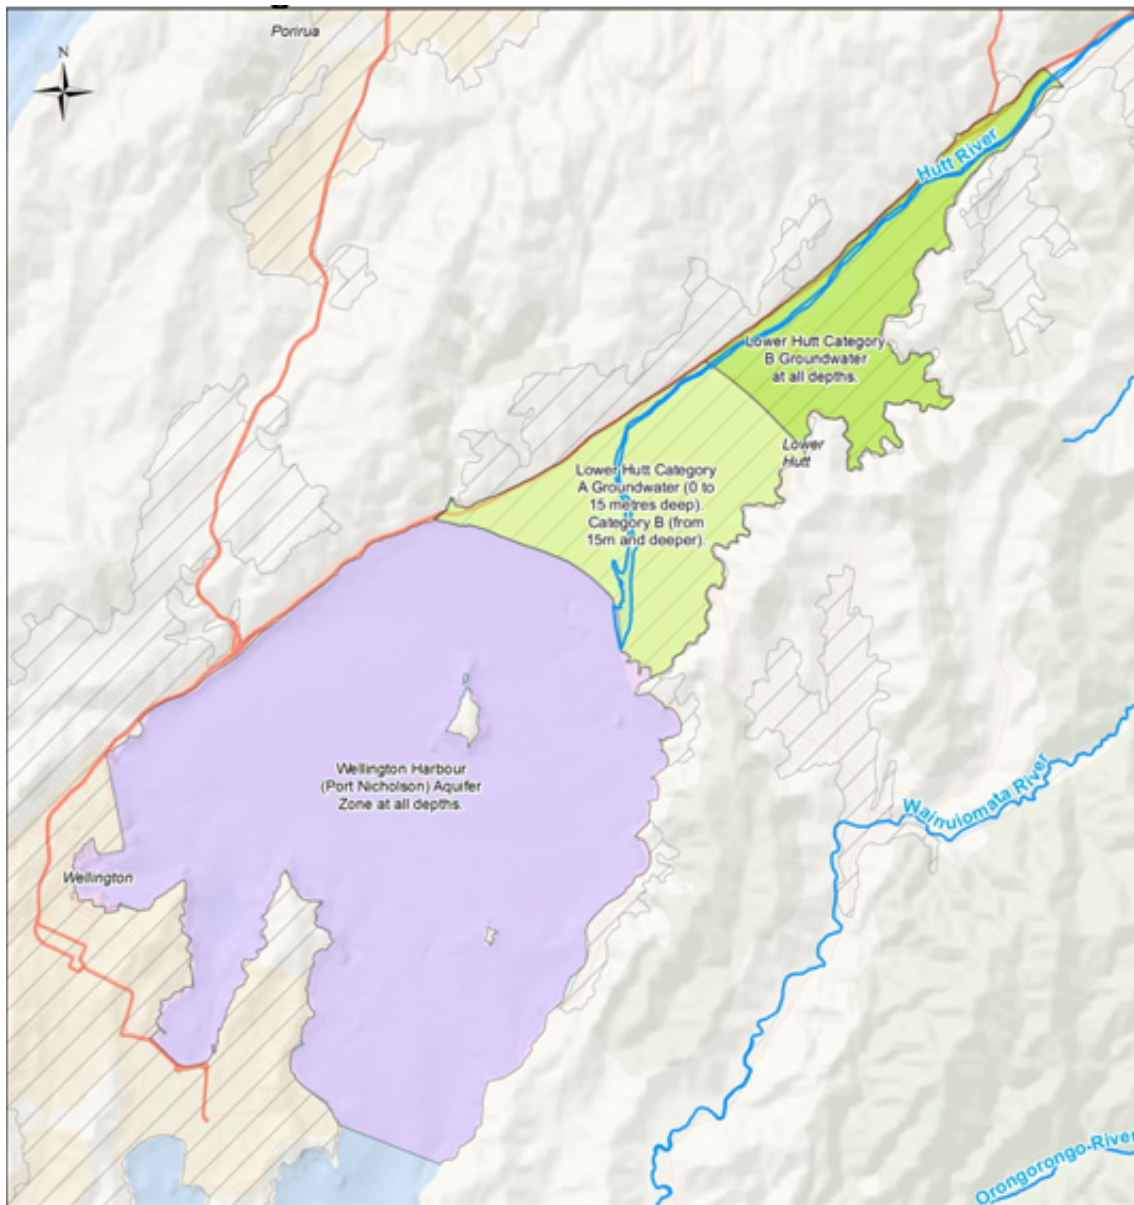 Porirua
N
Hutt River
Lower Hutt Category
B Groundwater
at all depths.
Lower
Hutt
Lower Hutt Category
A Groundwater (0 to
15 metres deep).
Category B (from
15m and deeper).
Wellington Harbour
(Port Nicholson) Aquifer
Zone at all depths.
Wainuiomata River
Wellington
Orongorongo River